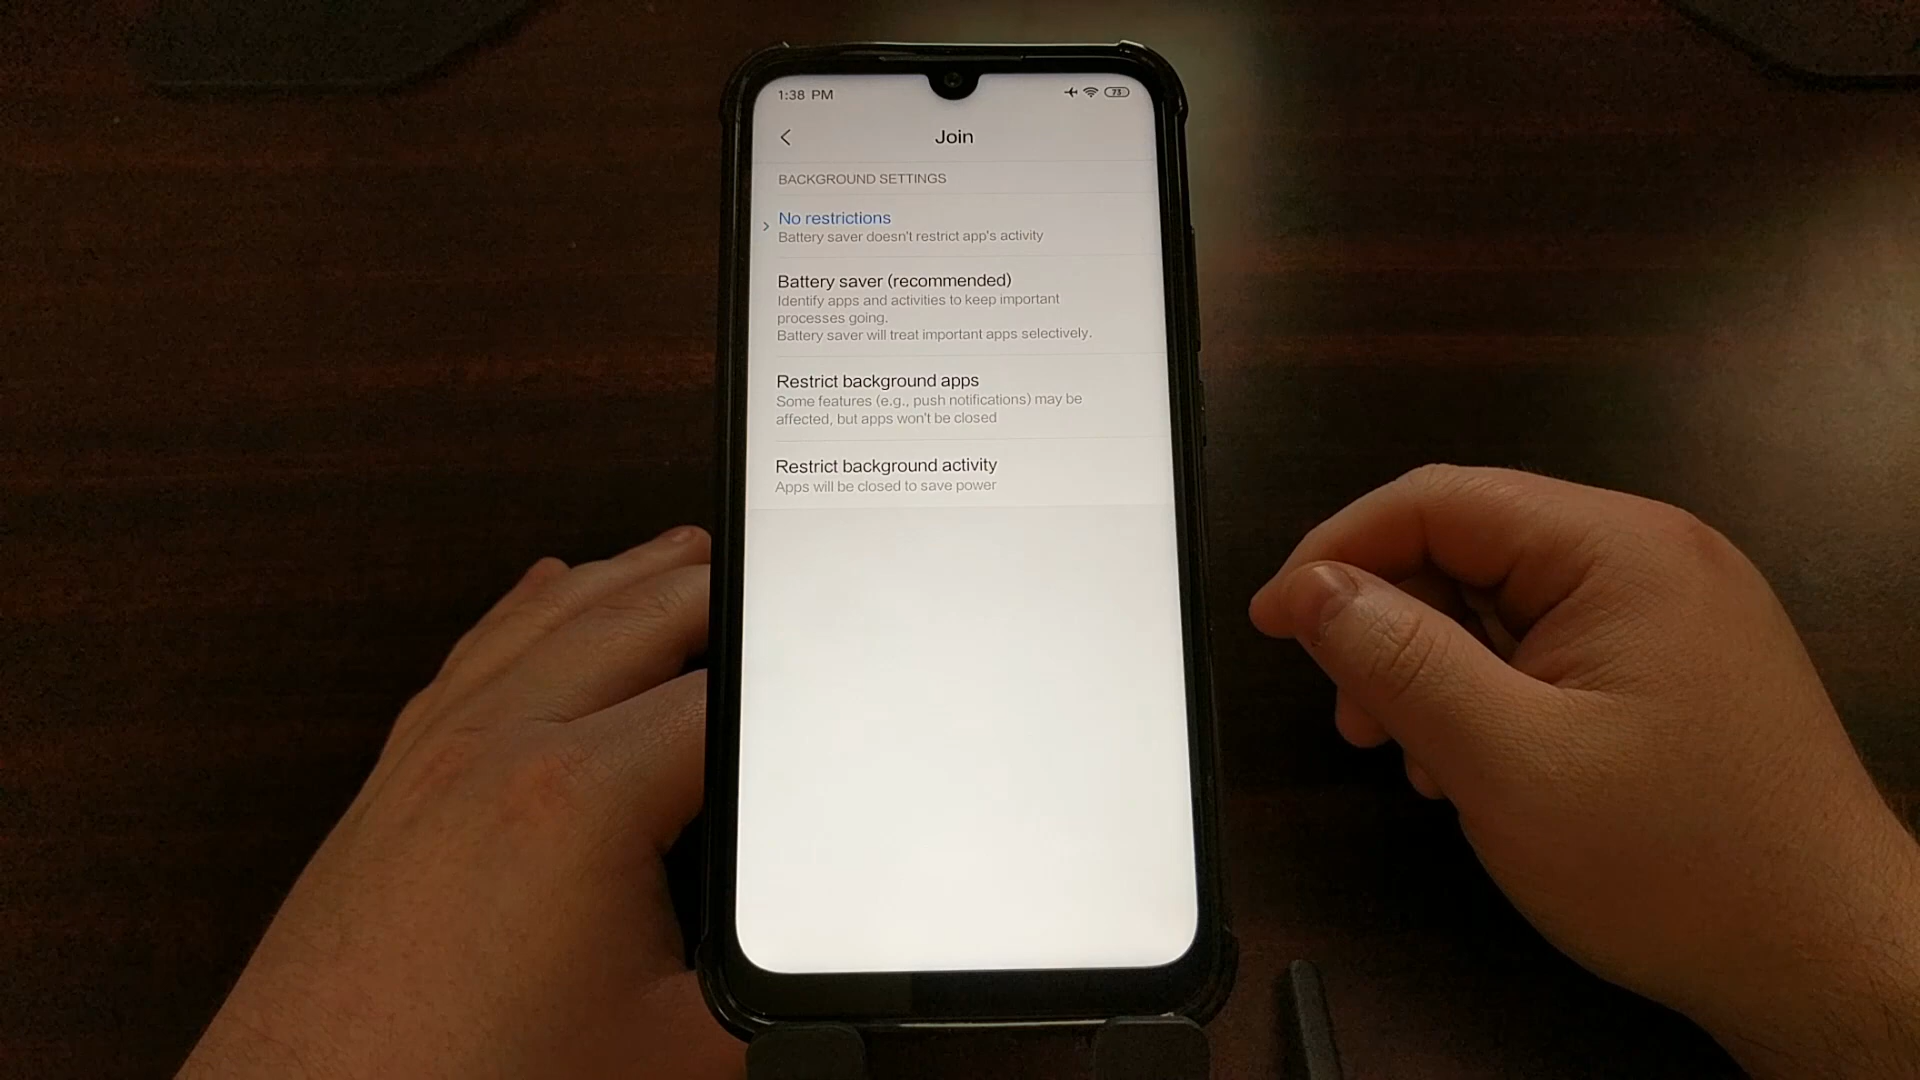 1:38 PM
73
Join
BACKGROUND SETTINGS
No restrictions
Battery saver doesn't restrict app's activity
Battery saver (recommended)
Identify apps and activities to keep important
processes going.
Battery saver will treat important apps selectively.
Restrict background apps
Some features (e.g., push notifications) may be
affected, but apps won't be closed
Restrict background activity
Apps will be closed to save power